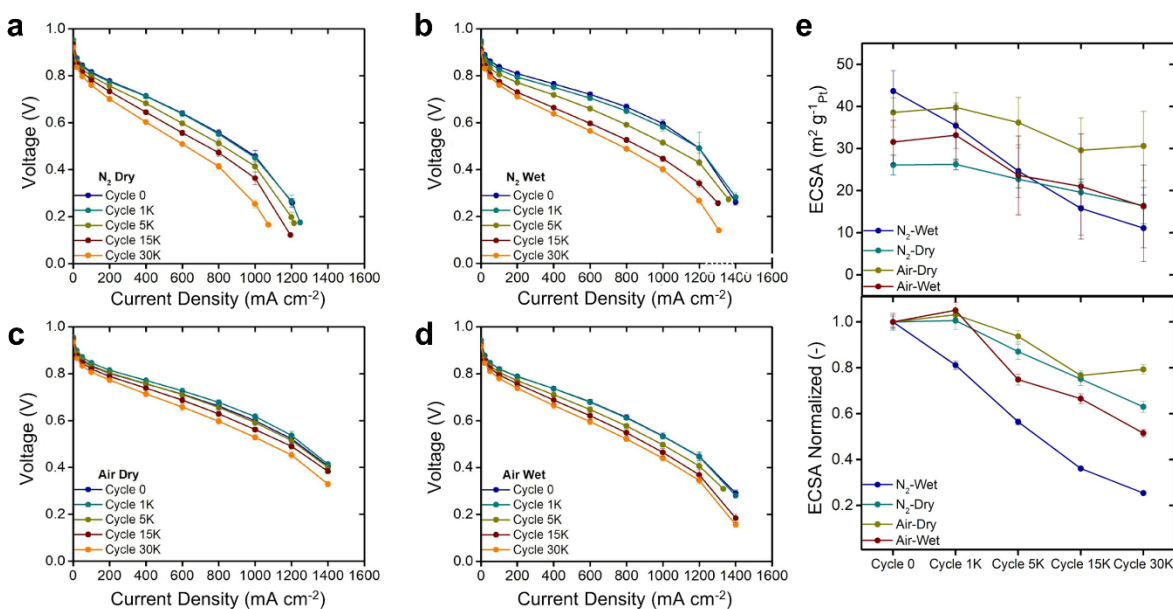 a
1.0
0.8
0.6
0.4
0.2
0.0
Voltage (V)
N₂ Dry
Cycle 0
Cycle 1K
Cycle 5K
Cycle 15K
Cycle 30K
0 200 400 600 800 1000 1200 1400 1600
Current Density (mA cm⁻²)
b
1.0
0.8
0.6
0.4
0.2
0.0
Voltage (V)
N₂ Wet
Cycle 0
Cycle 1K
Cycle 5K
Cycle 15K
Cycle 30K
0 200 400 600 800 1000 1200 1400 1600
Current Density (mA cm⁻²)
c
1.0
0.8
0.6
0.4
0.2
0.0
Voltage (V)
Air Dry
Cycle 0
Cycle 1K
Cycle 5K
Cycle 15K
Cycle 30K
0 200 400 600 800 1000 1200 1400 1600
Current Density (mA cm⁻²)
d
1.0
0.8
0.6
0.4
0.2
0.0
Voltage (V)
Air Wet
Cycle 0
Cycle 1K
Cycle 5K
Cycle 15K
Cycle 30K
0 200 400 600 800 1000 1200 1400 1600
Current Density (mA cm⁻²)
e
50
40
30
20
10
0
ECSA (m² g⁻¹Pt)
N₂-Wet
N₂-Dry
Air-Dry
Air-Wet
1.0
0.8
0.6
0.4
0.2
ECSA Normalized (-)
N₂-Wet
N₂-Dry
Air-Dry
Air-Wet
Cycle 0 Cycle 1K Cycle 5K Cycle 15K Cycle 30K